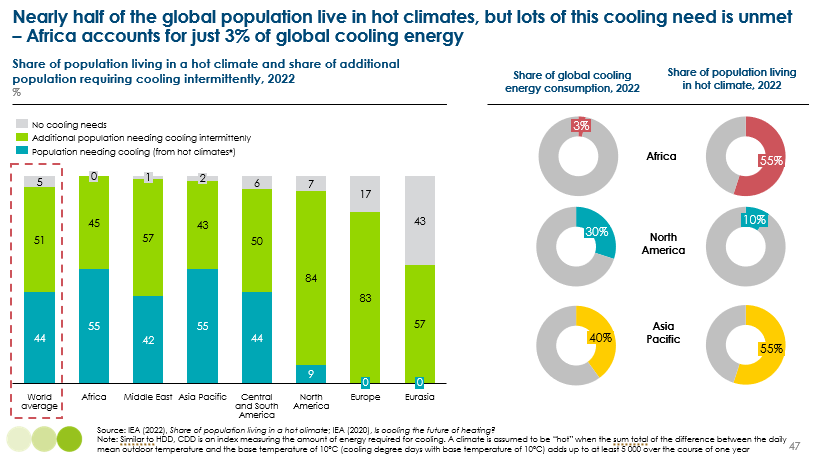 Nearly half of the global population live in hot climates, but lots of this cooling need is unmet
– Africa accounts for just 3% of global cooling energy
Share of population living in a hot climate and share of additional
population requiring cooling intermittently, 2022
%
No cooling needs
Additional population needing cooling intermittenly
Population needing cooling (from hot climates*)
5 0 1 2 6 7 17 43
51 45 57 43 50 84 83 57
44 55 42 55 44 9 0 0
World
average
Africa
Middle East
Asia Pacific
Central
and South
America
North
America
Europe
Eurasia
Share of global cooling
energy consumption, 2022
Share of population living
in hot climate, 2022
3%
Africa
55%
30%
North
America
10%
40%
Asia
Pacific
55%
Source: IEA (2022), Share of population living in a hot climate; IEA (2020), Is cooling the future of heating?
Note: Similar to HDD, CDD is an index measuring the amount of energy required for cooling. A climate is assumed to be "hot" when the sum total of the difference between the daily
mean outdoor temperature and the base temperature of 10°C (cooling degree days with base temperature of 10°C) adds up to at least 5 000 over the course of one year
47